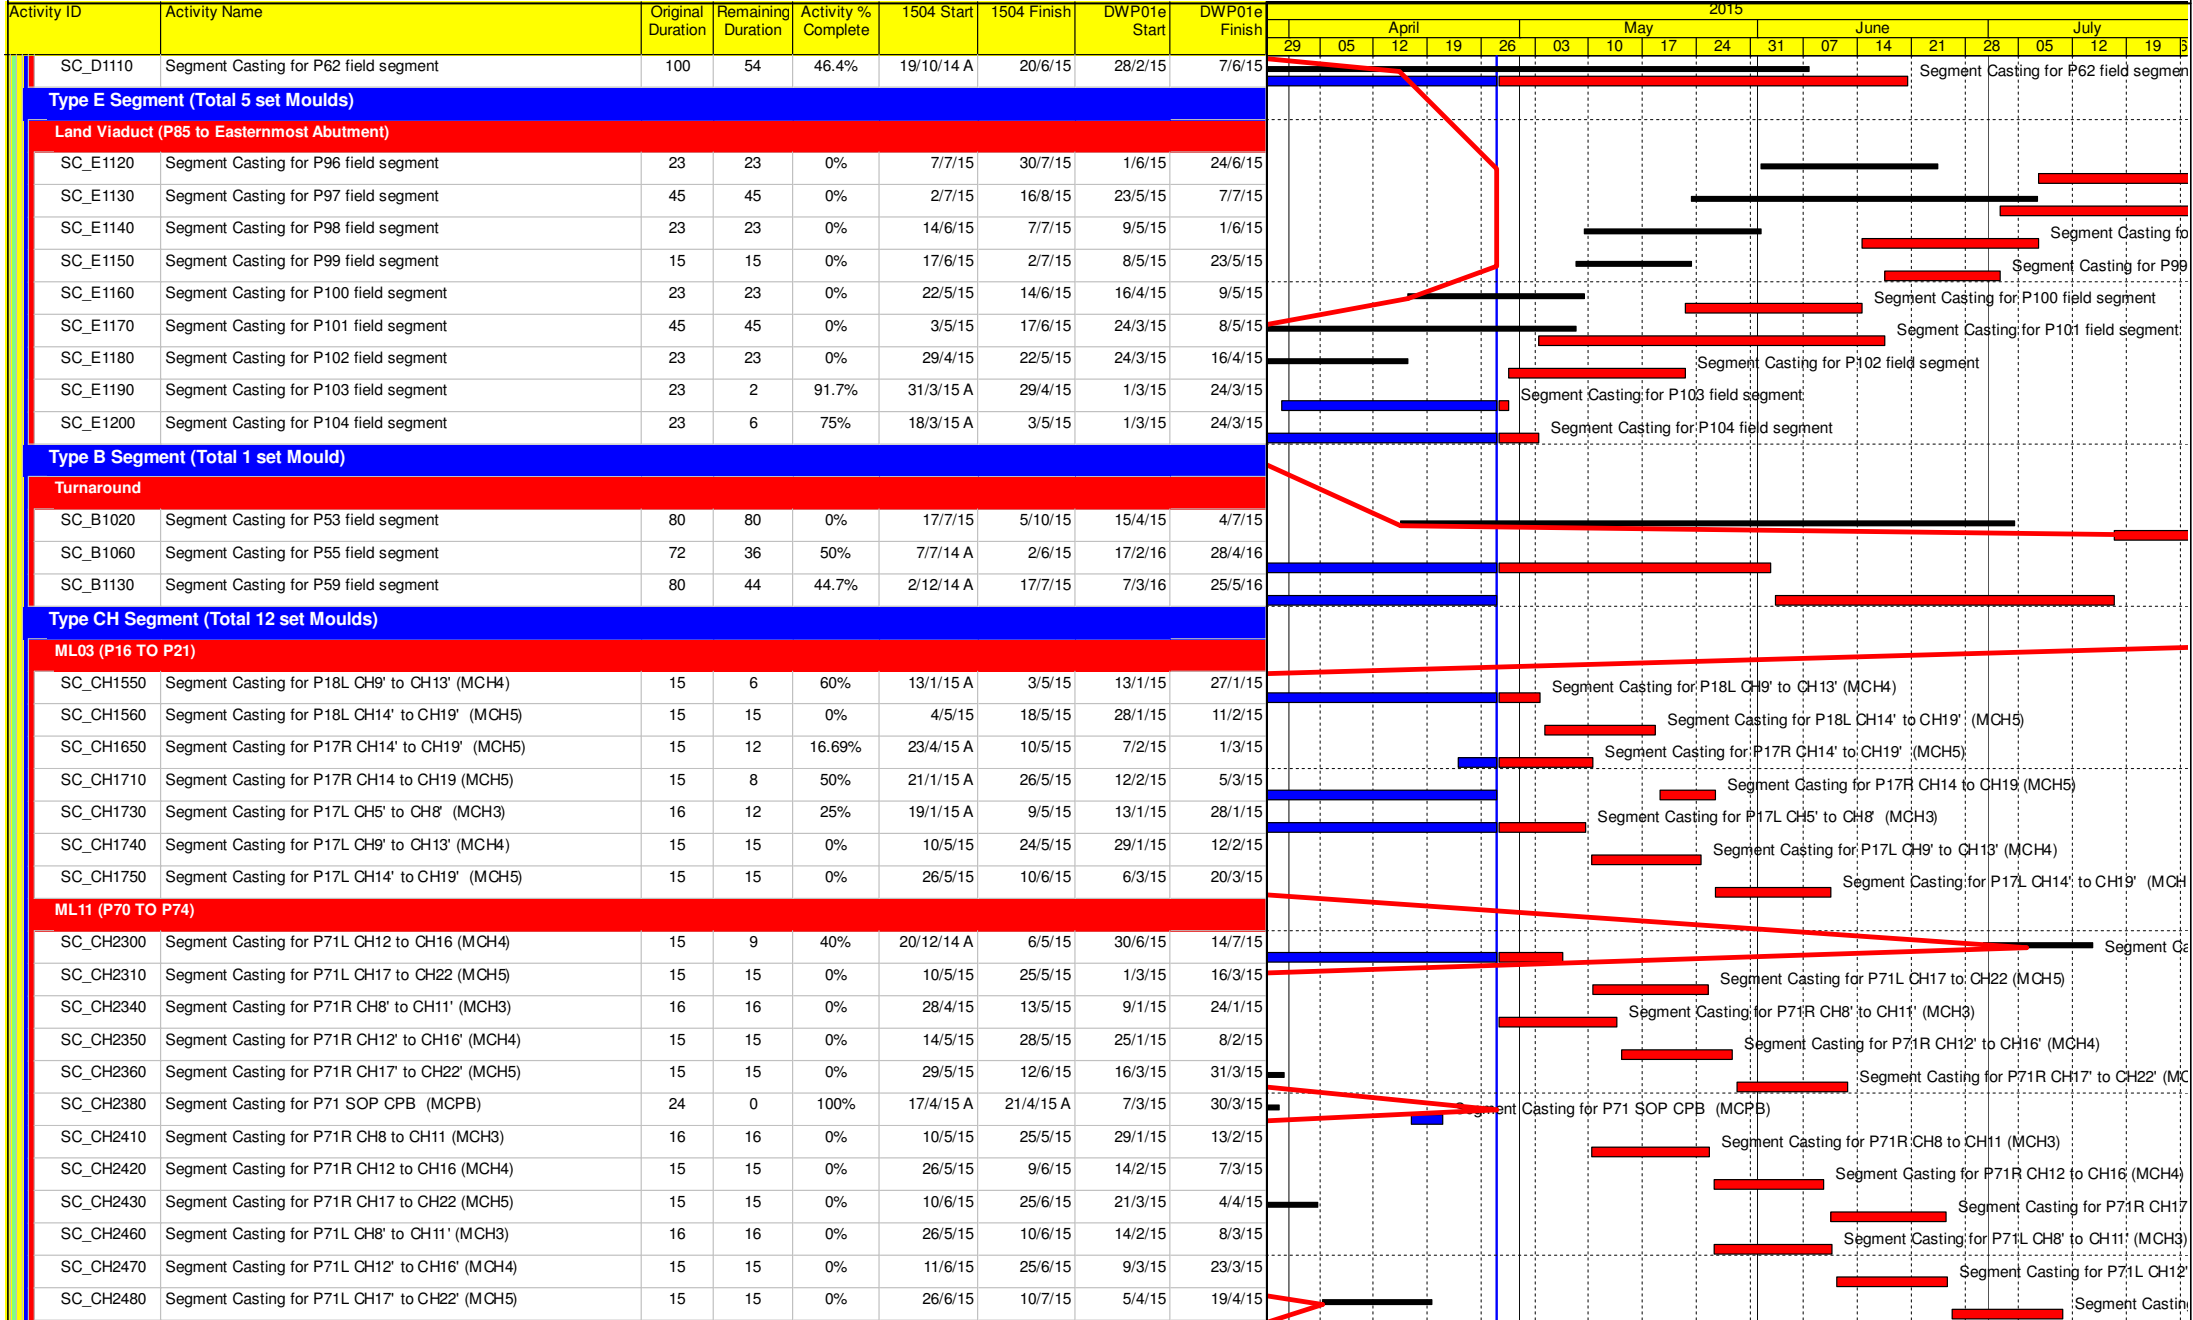 Activity ID Activity Name Original Duration Remaining Duration Activity % Complete 1504 Start 1504 Finish DWP01e Start DWP01e Finish
2015
April May June July
29 05 12 19 26 03 10 17 24 31 07 14 21 28 05 12 19
SC_D1110 Segment Casting for P62 field segment 100 54 46.4% 19/10/14 A 20/6/15 28/2/15 7/6/15 Segment Casting for P62 field segmen
Type E Segment (Total 5 set Moulds)
Land Viaduct (P85 to Easternmost Abutment)
SC_E1120 Segment Casting for P96 field segment 23 23 0% 7/7/15 30/7/15 1/6/15 24/6/15
SC_E1130 Segment Casting for P97 field segment 45 45 0% 2/7/15 16/8/15 23/5/15 7/7/15
SC_E1140 Segment Casting for P98 field segment 23 23 0% 14/6/15 7/7/15 9/5/15 1/6/15 Segment Casting fo
SC_E1150 Segment Casting for P99 field segment 15 15 0% 17/6/15 2/7/15 8/5/15 23/5/15 Segment Casting for P99
SC_E1160 Segment Casting for P100 field segment 23 23 0% 22/5/15 14/6/15 16/4/15 9/5/15 Segment Casting for P100 field segment
SC_E1170 Segment Casting for P101 field segment 45 45 0% 3/5/15 17/6/15 24/3/15 8/5/15 Segment Casting for P101 field segment
SC_E1180 Segment Casting for P102 field segment 23 23 0% 29/4/15 22/5/15 24/3/15 16/4/15 Segment Casting for P102 field segment
SC_E1190 Segment Casting for P103 field segment 23 2 91.7% 31/3/15 A 29/4/15 1/3/15 24/3/15 Segment Casting for P103 field segment
SC_E1200 Segment Casting for P104 field segment 23 6 75% 18/3/15 A 3/5/15 1/3/15 24/3/15 Segment Casting for P104 field segment
Type B Segment (Total 1 set Mould)
Turnaround
SC_B1020 Segment Casting for P53 field segment 80 80 0% 17/7/15 5/10/15 15/4/15 4/7/15
SC_B1060 Segment Casting for P55 field segment 72 36 50% 7/7/14 A 2/6/15 17/2/16 28/4/16
SC_B1130 Segment Casting for P59 field segment 80 44 44.7% 2/12/14 A 17/7/15 7/3/16 25/5/16
Type CH Segment (Total 12 set Moulds)
ML03 (P16 TO P21)
SC_CH1550 Segment Casting for P18L CH9' to CH13' (MCH4) 15 6 60% 13/1/15 A 3/5/15 13/1/15 27/1/15 Segment Casting for P18L CH9' to CH13' (MCH4)
SC_CH1560 Segment Casting for P18L CH14' to CH19' (MCH5) 15 15 0% 4/5/15 18/5/15 28/1/15 11/2/15 Segment Casting for P18L CH14' to CH19' (MCH5)
SC_CH1650 Segment Casting for P17R CH14' to CH19' (MCH5) 15 12 16.69% 23/4/15 A 10/5/15 7/2/15 1/3/15 Segment Casting for P17R CH14' to CH19' (MCH5)
SC_CH1710 Segment Casting for P17R CH14 to CH19 (MCH5) 15 8 50% 21/1/15 A 26/5/15 12/2/15 5/3/15 Segment Casting for P17R CH14 to CH19 (MCH5)
SC_CH1730 Segment Casting for P17L CH5' to CH8' (MCH3) 16 12 25% 19/1/15 A 9/5/15 13/1/15 28/1/15 Segment Casting for P17L CH5' to CH8' (MCH3)
SC_CH1740 Segment Casting for P17L CH9' to CH13' (MCH4) 15 15 0% 10/5/15 24/5/15 29/1/15 12/2/15 Segment Casting for P17L CH9' to CH13' (MCH4)
SC_CH1750 Segment Casting for P17L CH14' to CH19' (MCH5) 15 15 0% 26/5/15 10/6/15 6/3/15 20/3/15 Segment Casting for P17L CH14' to CH19' (MCH
ML11 (P70 TO P74)
SC_CH2300 Segment Casting for P71L CH12 to CH16 (MCH4) 15 9 40% 20/12/14 A 6/5/15 30/6/15 14/7/15 Segment Ca
SC_CH2310 Segment Casting for P71L CH17 to CH22 (MCH5) 15 15 0% 10/5/15 25/5/15 1/3/15 16/3/15 Segment Casting for P71L CH17 to CH22 (MCH5)
SC_CH2340 Segment Casting for P71R CH8' to CH11' (MCH3) 16 16 0% 28/4/15 13/5/15 9/1/15 24/1/15 Segment Casting for P71R CH8' to CH11' (MCH3)
SC_CH2350 Segment Casting for P71R CH12' to CH16' (MCH4) 15 15 0% 14/5/15 28/5/15 25/1/15 8/2/15 Segment Casting for P71R CH12' to CH16' (MCH4)
SC_CH2360 Segment Casting for P71R CH17' to CH22' (MCH5) 15 15 0% 29/5/15 12/6/15 16/3/15 31/3/15 Segment Casting for P71R CH17' to CH22' (MC
SC_CH2380 Segment Casting for P71 SOP CPB (MCPB) 24 0 100% 17/4/15 A 21/4/15 A 7/3/15 30/3/15 Segment Casting for P71 SOP CPB (MCPB)
SC_CH2410 Segment Casting for P71R CH8 to CH11 (MCH3) 16 16 0% 10/5/15 25/5/15 29/1/15 13/2/15 Segment Casting for P71R CH8 to CH11 (MCH3)
SC_CH2420 Segment Casting for P71R CH12 to CH16 (MCH4) 15 15 0% 26/5/15 9/6/15 14/2/15 7/3/15 Segment Casting for P71R CH12 to CH16 (MCH4)
SC_CH2430 Segment Casting for P71R CH17 to CH22 (MCH5) 15 15 0% 10/6/15 25/6/15 21/3/15 4/4/15 Segment Casting for P71R CH17
SC_CH2460 Segment Casting for P71L CH8' to CH11' (MCH3) 16 16 0% 26/5/15 10/6/15 14/2/15 8/3/15 Segment Casting for P71L CH8' to CH11' (MCH3)
SC_CH2470 Segment Casting for P71L CH12' to CH16' (MCH4) 15 15 0% 11/6/15 25/6/15 9/3/15 23/3/15 Segment Casting for P71L CH12'
SC_CH2480 Segment Casting for P71L CH17' to CH22' (MCH5) 15 15 0% 26/6/15 10/7/15 5/4/15 19/4/15 Segment Casting